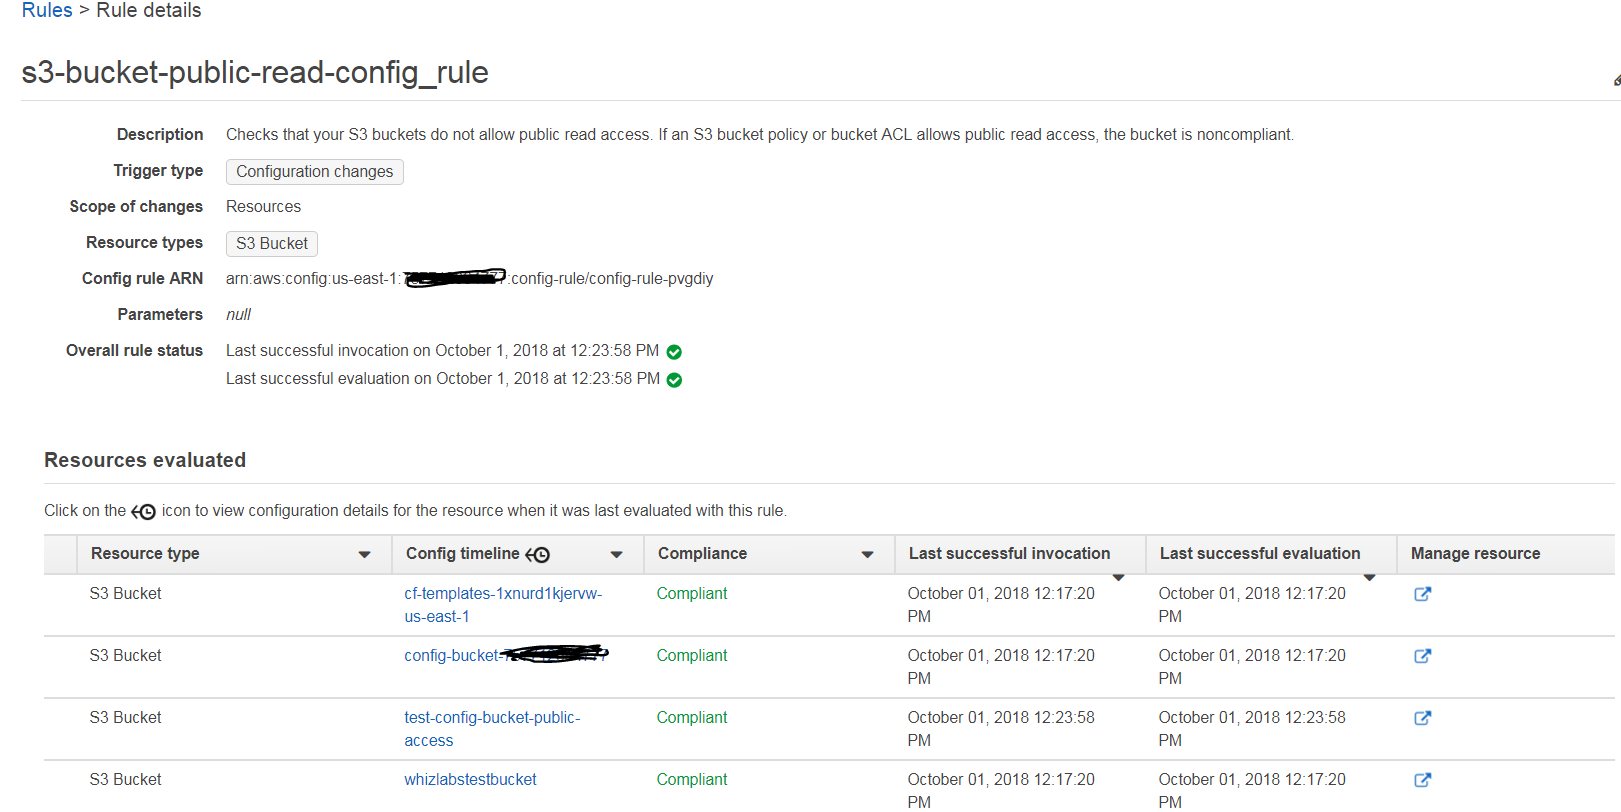 Rules > Rule details
s3-bucket-public-read-config_rule
Description Checks that your S3 buckets do not allow public read access. If an S3 bucket policy or bucket ACL allows public read access, the bucket is noncompliant.
Trigger type Configuration changes
Scope of changes Resources
Resource types S3 Bucket
Config rule ARN arn:aws:config:us-east-1: :config-rule/config-rule-pvgdiy
Parameters null
Overall rule status Last successful invocation on October 1, 2018 at 12:23:58 PM
Last successful evaluation on October 1, 2018 at 12:23:58 PM
Resources evaluated
Click on the icon to view configuration details for the resource when it was last evaluated with this rule.
Resource type Config timeline Compliance Last successful invocation Last successful evaluation Manage resource
S3 Bucket cf-templates-1xnurd1kjervw- Compliant October 01, 2018 12:17:20 October 01, 2018 12:17:20
us-east-1 PM PM
S3 Bucket config-bucket- Compliant October 01, 2018 12:17:20 October 01, 2018 12:17:20
PM PM
S3 Bucket test-config-bucket-public- Compliant October 01, 2018 12:23:58 October 01, 2018 12:23:58
access PM PM
S3 Bucket whizlabstestbucket Compliant October 01, 2018 12:17:20 October 01, 2018 12:17:20
PM PM